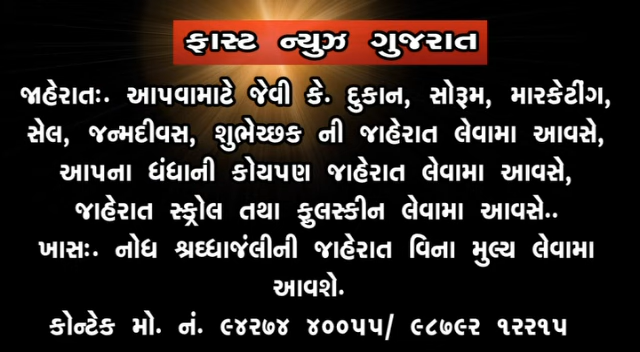 ફાસ્ટ ન્યુઝ ગુજરાત
જાહેરાતઃ. આપવામાટે જેવી કે. દુકાન, સોરૂમ, મારકેટીંગ,
સેલ, જન્મદીવસ, શુભેચ્છક ની જાહેરાત લેવામા આવસે,
આપના ધંધાની કોયપણ જાહેરાત લેવામા આવસે,
જાહેરાત સ્ક્રોલ તથા ફુલસ્કીન લેવામા આવસે..
ખાસઃ. નોધ શ્રધ્ધાજંલીની જાહેરાત વિના મુલ્ય લેવામા
આવશે.
કોન્ટેક મો. નં. ૯૪૨૭૪ ૪૦૦૫૫/ ૯૮૭૯૨ ૧૨૨૧૫